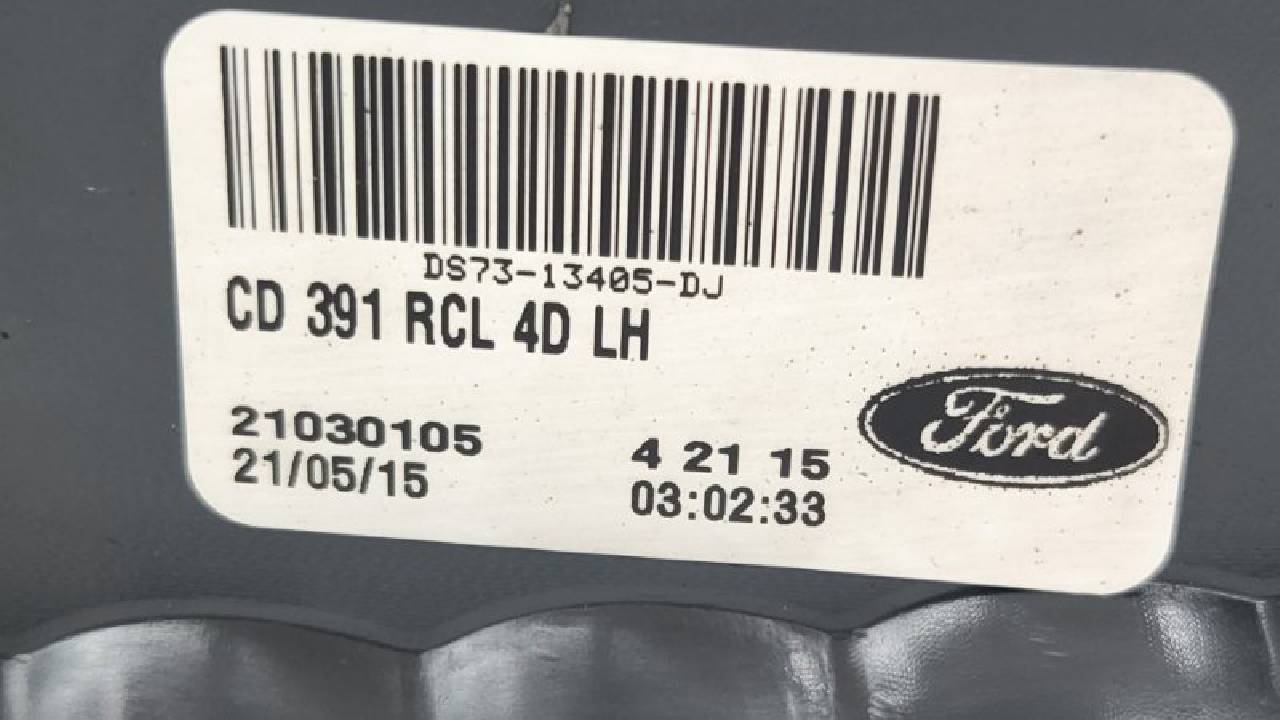 DS73-13405-DJ
CD 391 RCL 4D LH
21030105 4 21 15
21/05/15 03:02:33
Ford